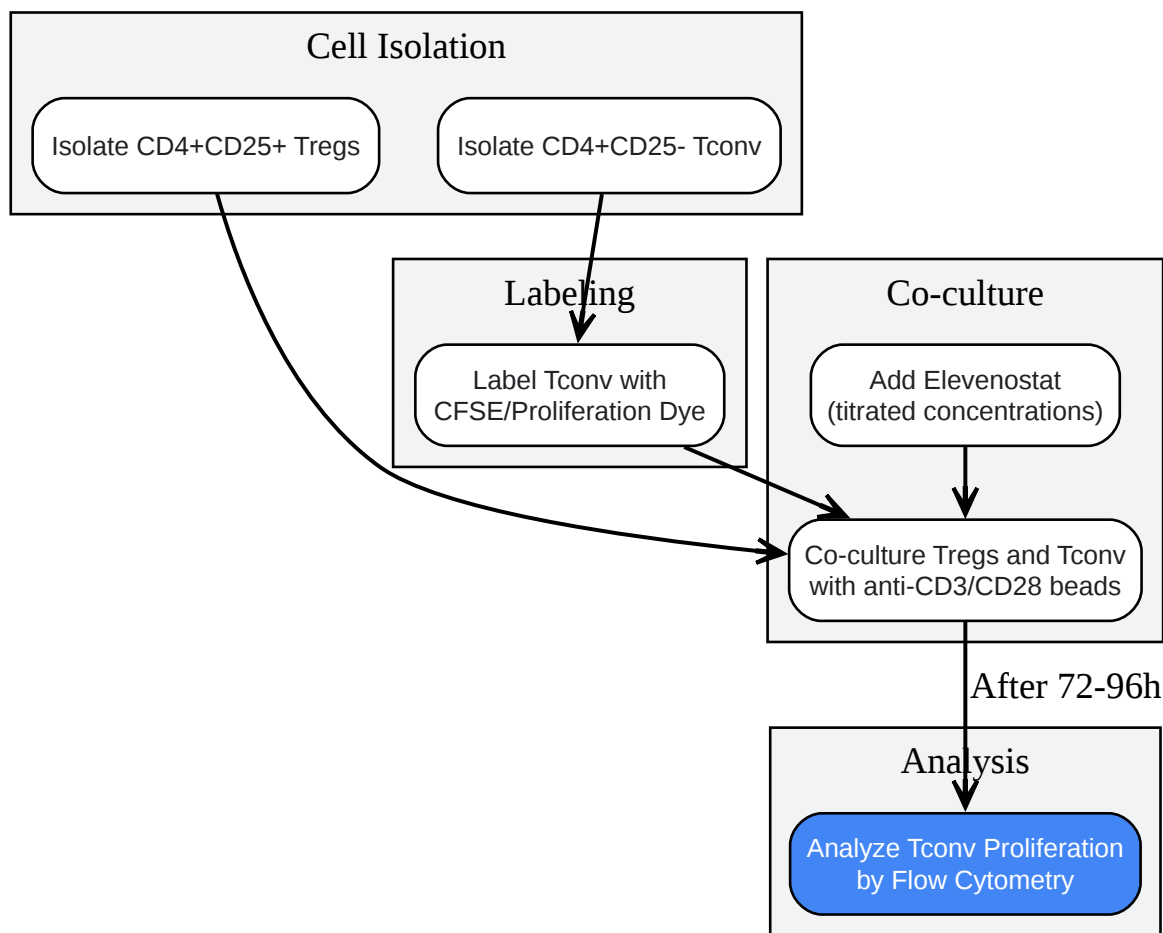 Cell Isolation
Isolate CD4+CD25+ Tregs
Isolate CD4+CD25- Tconv
Labeling
Co-culture
Label Tconv with
CFSE/Proliferation Dye
Add Elevenostat
(titrated concentrations)
Co-culture Tregs and Tconv
with anti-CD3/CD28 beads
After 72-96h
Analysis
Analyze Tconv Proliferation
by Flow Cytometry